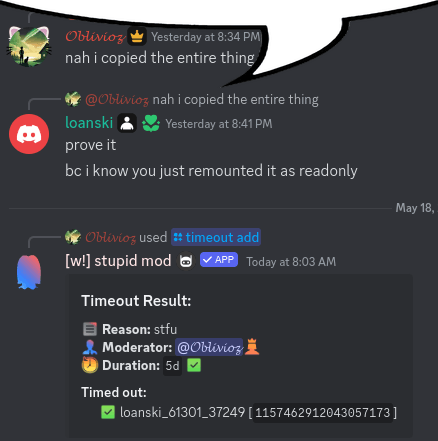 Oblivioz Yesterday at 8:34 PM
nah i copied the entire thing
@Oblivioz nah i copied the entire thing
loanski Yesterday at 8:41 PM
prove it
bc i know you just remounted it as readonly
May 18,
Oblivioz used timeout add
[w!] stupid mod APP Today at 8:03 AM
Timeout Result:
Reason: stfu
Moderator: @Oblivioz
Duration: 5d
Timed out:
loanski_61301_37249 [1157462912043057173]